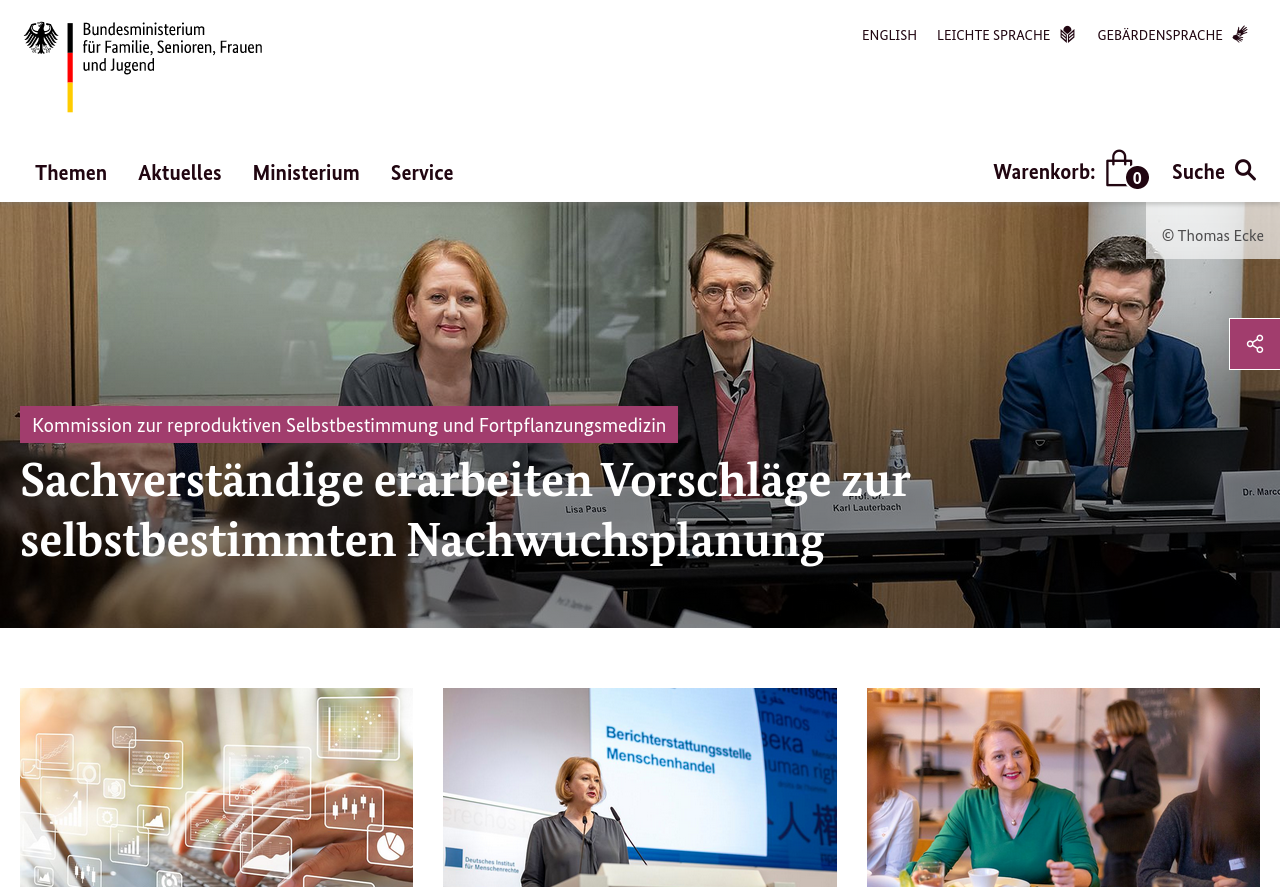 Bundesministerium
für Familie, Senioren, Frauen
und Jugend
ENGLISH
LEICHTE SPRACHE
GEBÄRDENSPRACHE
Themen
Aktuelles
Ministerium
Service
Warenkorb:
0
Suche
© Thomas Ecke
Kommission zur reproduktiven Selbstbestimmung und Fortpflanzungsmedizin
Sachverständige erarbeiten Vorschläge zur
selbstbestimmten Nachwuchsplanung
Lisa Paus
Prof. Dr.
Karl Lauterbach
Dr. Marco
Berichterstattungsstelle
Menschenhandel
Deutsches Institut
für Menschenrechte